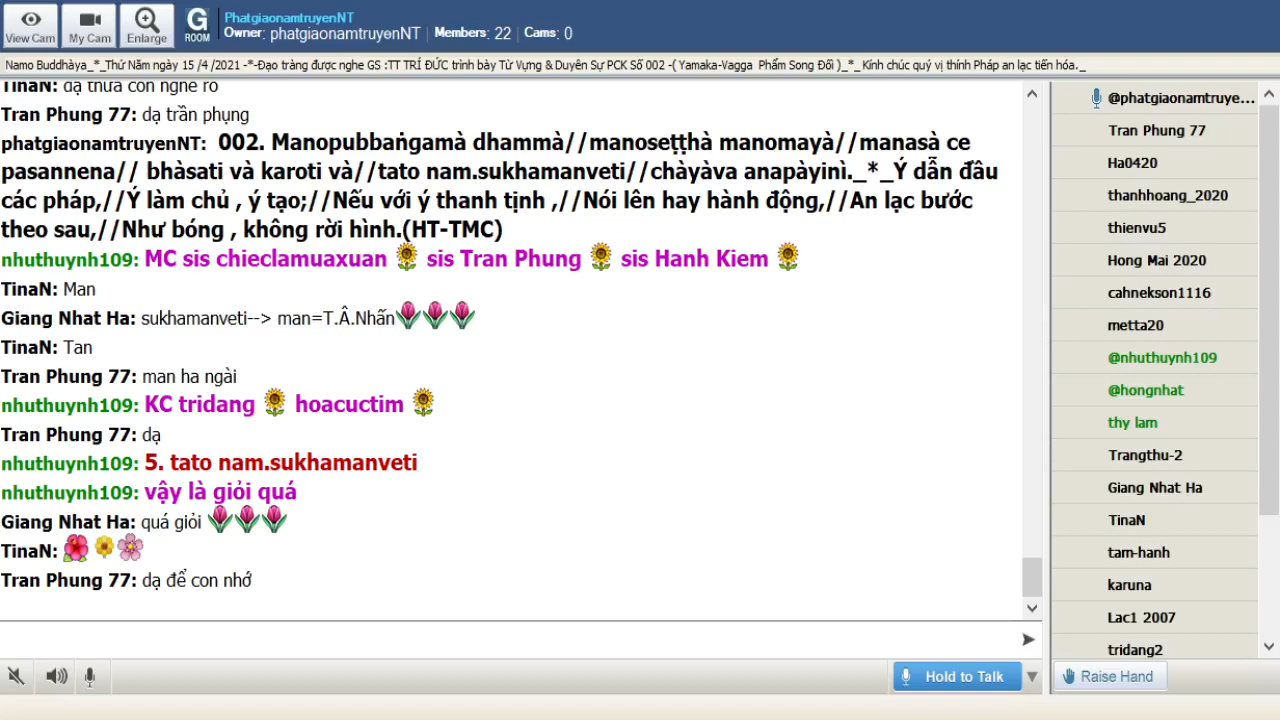 View Cam
My Cam
Enlarge
G
ROOM
PhatgiaonamtruyenNT
Owner: phatgiaonamtruyenNT | Members: 22 | Cams: 0
Namo Buddhàya_*_Thứ Năm ngày 15 /4 /2021 -*-Đạo tràng được nghe GS :TT TRÍ ĐỨC trình bày Từ Vựng & Duyên Sự PCK Số 002 -( Yamaka-Vagga Phẩm Song Đối )_*_ Kính chúc quý vị thính Pháp an lạc tiến hóa._
TinaN: dạ thưa con nghe rõ
Tran Phung 77: dạ trần phụng
phatgiaonamtruyenNT: 002. Manopubbaṅgamà dhammà//manoseṭṭhà manomayà//manasà ce
pasannena// bhàsati và karoti và//tato nam.sukhamanveti//chàyàva anapàyinì._*_Ý dẫn đầu
các pháp,//Ý làm chủ , ý tạo;//Nếu với ý thanh tịnh ,//Nói lên hay hành động,//An lạc bước
theo sau,//Như bóng , không rời hình.(HT-TMC)
nhuthuynh109: MC sis chieclamuaxuan 🌻 sis Tran Phung 🌻 sis Hanh Kiem 🌻
TinaN: Man
Giang Nhat Ha: sukhamanveti--> man=T.Â.Nhấn🌷🌷🌷
TinaN: Tan
Tran Phung 77: man ha ngài
nhuthuynh109: KC tridang 🌻 hoacuctim 🌻
Tran Phung 77: dạ
nhuthuynh109: 5. tato nam.sukhamanveti
nhuthuynh109: vậy là giỏi quá
Giang Nhat Ha: quá giỏi 🌷🌷🌷
TinaN: 🌺🌼🌸
Tran Phung 77: dạ để con nhớ
@phatgiaonamtruye...
Tran Phung 77
Ha0420
thanhhoang_2020
thienvu5
Hong Mai 2020
cahnekson1116
metta20
@nhuthuynh109
@hongnhat
thy lam
Trangthu-2
Giang Nhat Ha
TinaN
tam-hanh
karuna
Lac1 2007
tridang2
Hold to Talk
Raise Hand